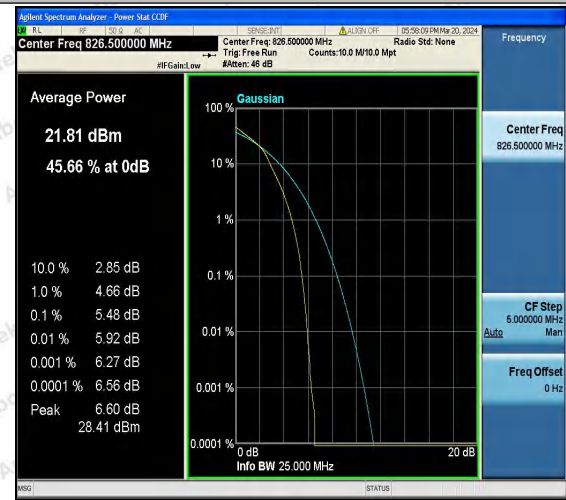 Agilent Spectrum Analyzer - Power Stat CCDF
RL RF 50 Ω AC SENSE:INT ALIGN OFF 05:58:09 PM Mar 20, 2024
Center Freq 826.500000 MHz
Center Freq: 826.500000 MHz Radio Std: None
Trig: Free Run Counts:10.0 M/10.0 Mpt
#IFGain:Low #Atten: 46 dB
Frequency
Average Power
21.81 dBm
45.66 % at 0dB
10.0 % 2.85 dB
1.0 % 4.66 dB
0.1 % 5.48 dB
0.01 % 5.92 dB
0.001 % 6.27 dB
0.0001 % 6.56 dB
Peak 6.60 dB
28.41 dBm
Gaussian
100 %
10 %
1 %
0.1 %
0.01 %
0.001 %
0.0001 %
0 dB 20 dB
Info BW 25.000 MHz
Center Freq
826.500000 MHz
CF Step
5.000000 MHz
Auto Man
Freq Offset
0 Hz
MSG STATUS